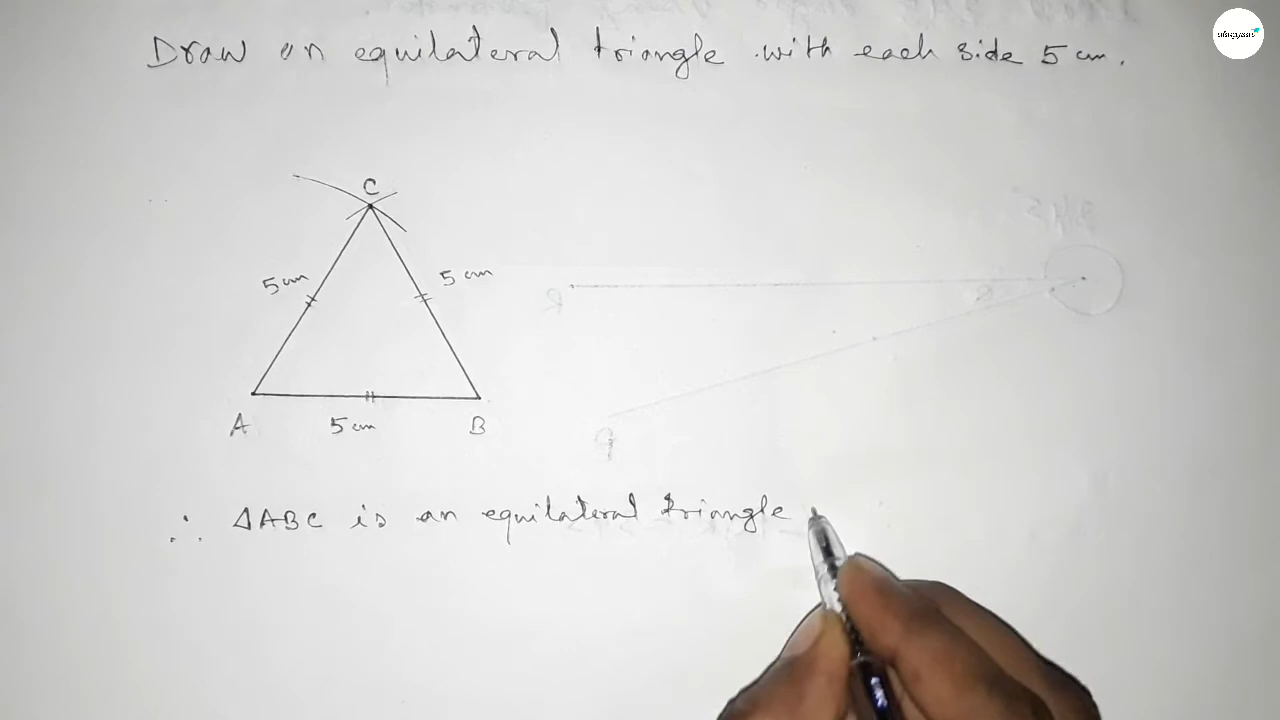 Draw an equilateral triangle with each side 5 cm.
C
5 cm
5 cm
A
5 cm
B
∴ ΔABC is an equilateral triangle